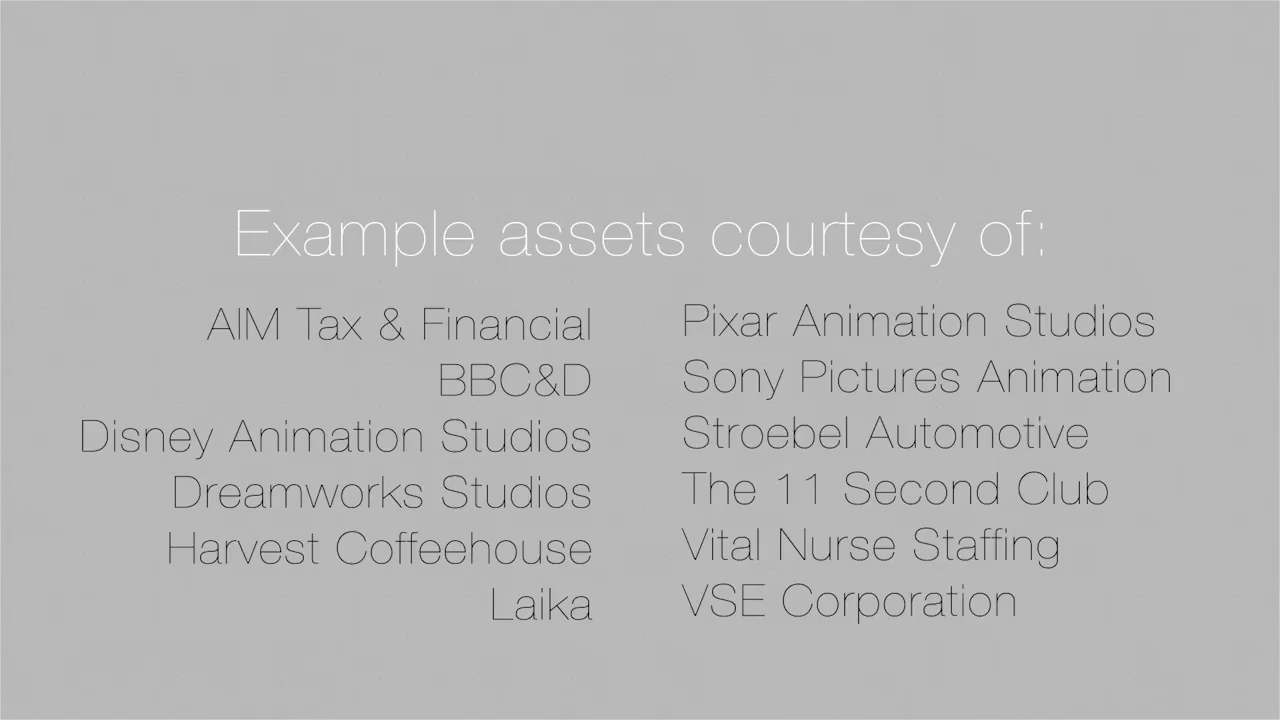 Example assets courtesy of:
AIM Tax & Financial
BBC&D
Disney Animation Studios
Dreamworks Studios
Harvest Coffeehouse
Laika
Pixar Animation Studios
Sony Pictures Animation
Stroebel Automotive
The 11 Second Club
Vital Nurse Staffing
VSE Corporation